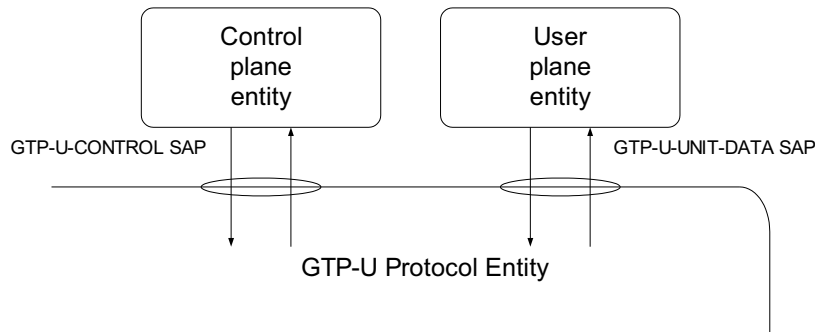 Control
plane
entity
User
plane
entity
GTP-U-CONTROL SAP
GTP-U-UNIT-DATA SAP
GTP-U Protocol Entity